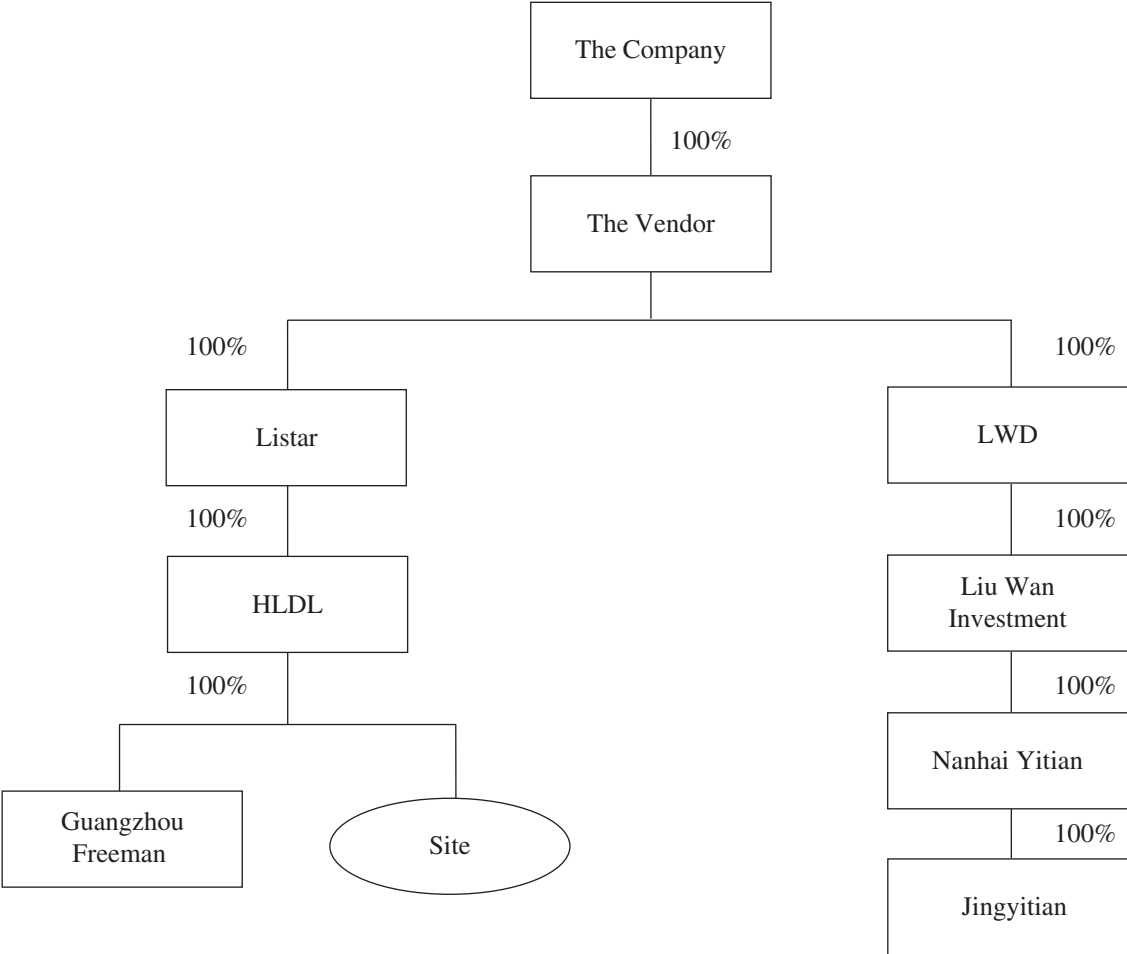 The Company
100%
The Vendor
100%
100%
Listar
LWD
100%
100%
HLDL
Liu Wan
Investment
100%
100%
Guangzhou
Freeman
Site
Nanhai Yitian
100%
Jingyitian